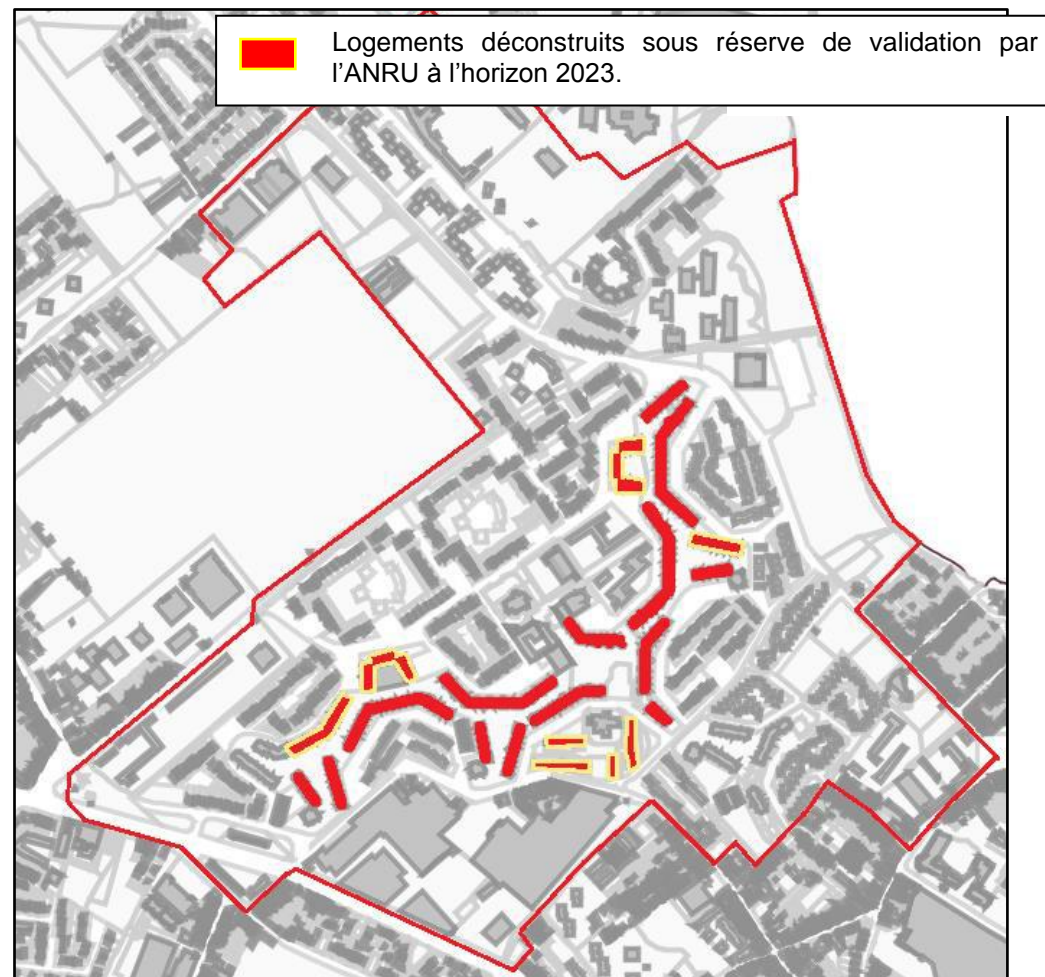 Logements déconstruits sous réserve de validation par
l’ANRU à l’horizon 2023.